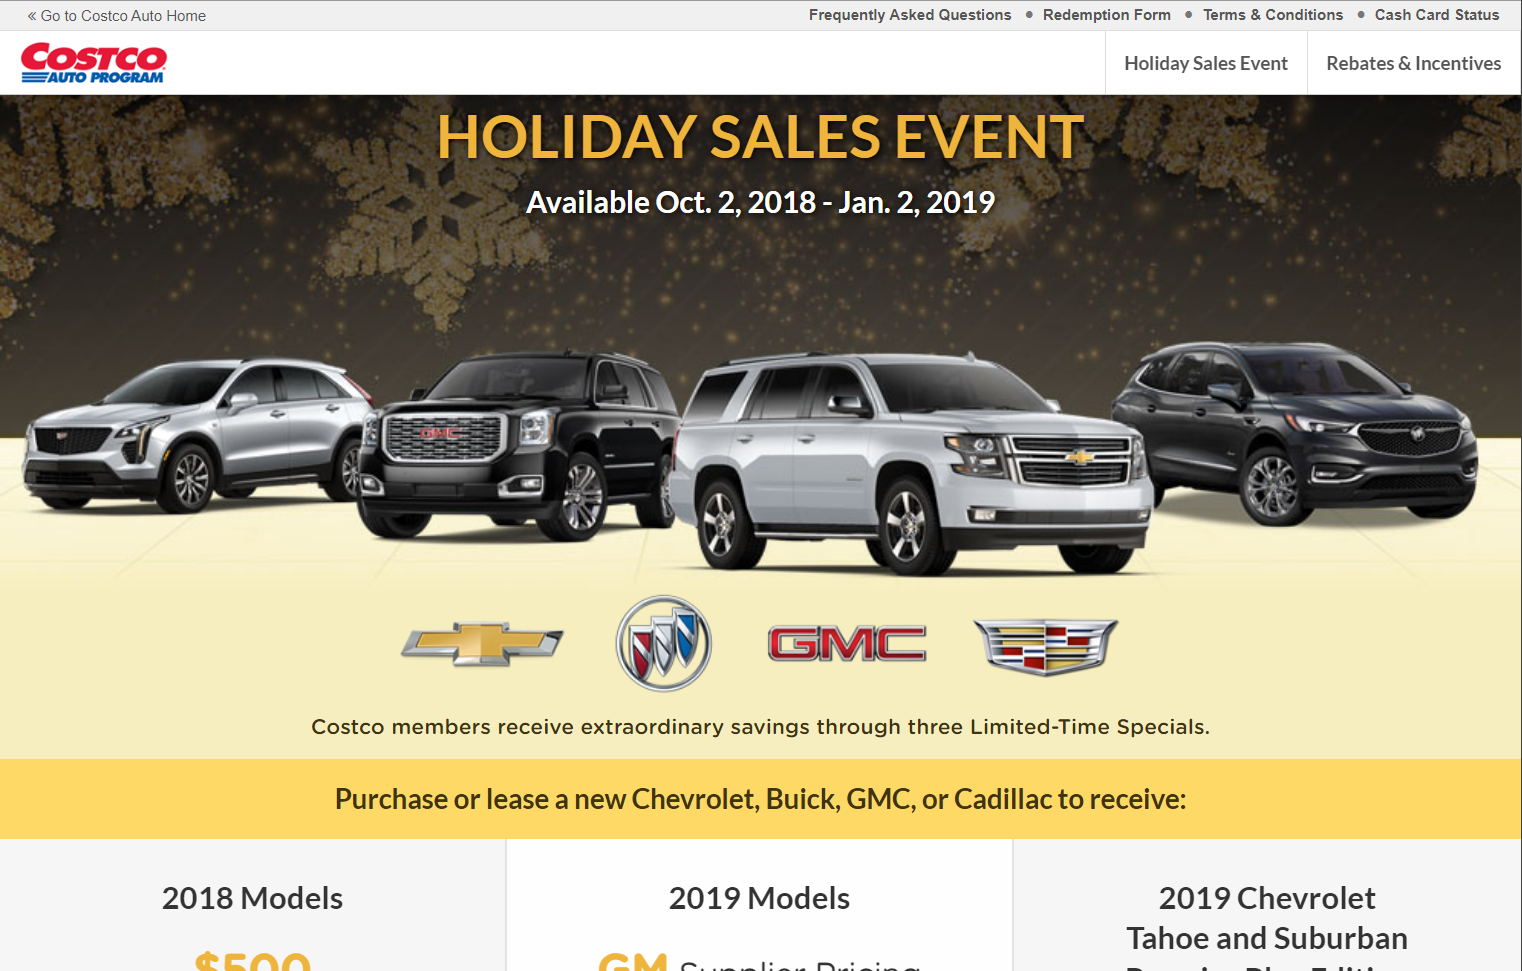 « Go to Costco Auto Home
Frequently Asked Questions • Redemption Form • Terms & Conditions • Cash Card Status
COSTCO
AUTO PROGRAM
Holiday Sales Event
Rebates & Incentives
HOLIDAY SALES EVENT
Available Oct. 2, 2018 - Jan. 2, 2019
GMC
GMC
Costco members receive extraordinary savings through three Limited-Time Specials.
Purchase or lease a new Chevrolet, Buick, GMC, or Cadillac to receive:
2018 Models
$500
2019 Models
GM Supplier Pricing
2019 Chevrolet
Tahoe and Suburban